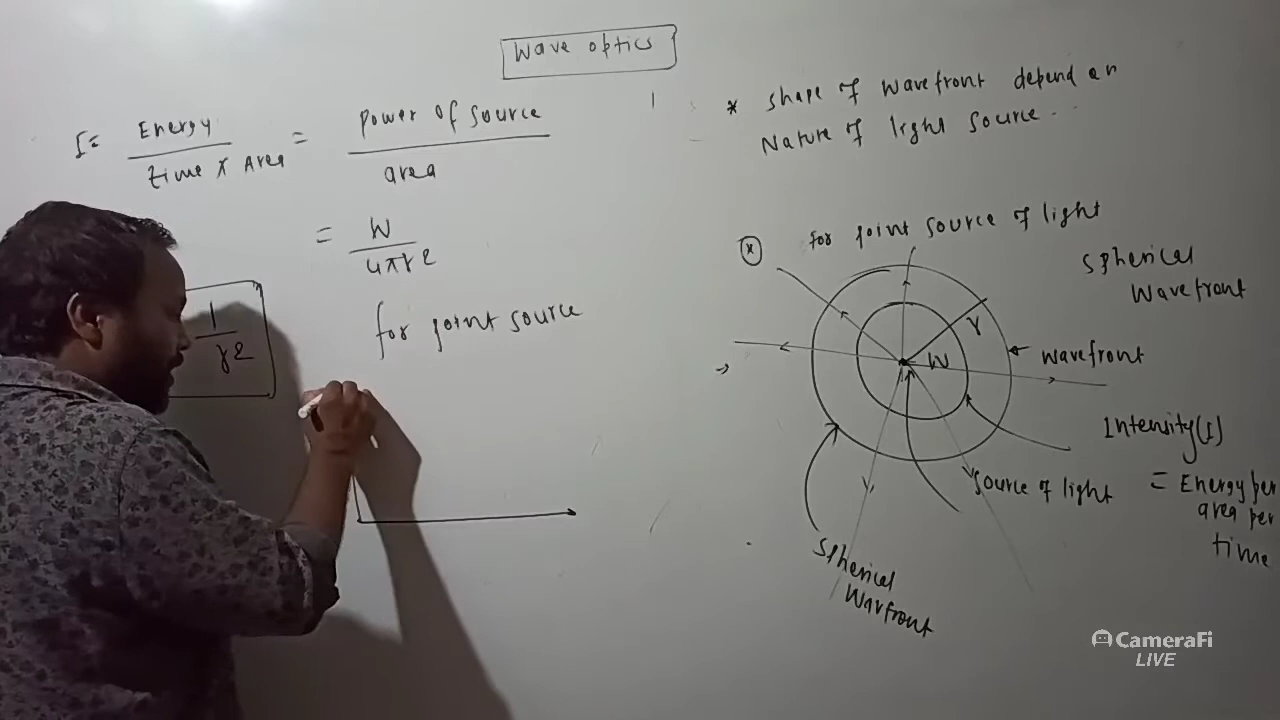 Wave optics
I = Energy / time x Area = Power of source / area
= W / 4πr2
1 / r2
for point source
* shape of wavefront depend on
Nature of light source.
* for point source of light
spherical
wavefront
r
W
wavefront
Intensity(I)
= Energy per
area per
time
source of light
spherical
Wavfront
CameraFi
LIVE